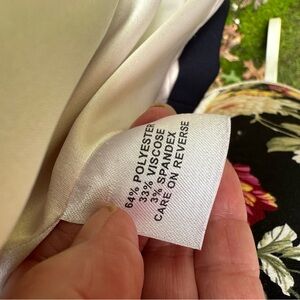 64% POLYESTER
33% VISCOSE
3% SPANDEX
CARE ON REVERSE